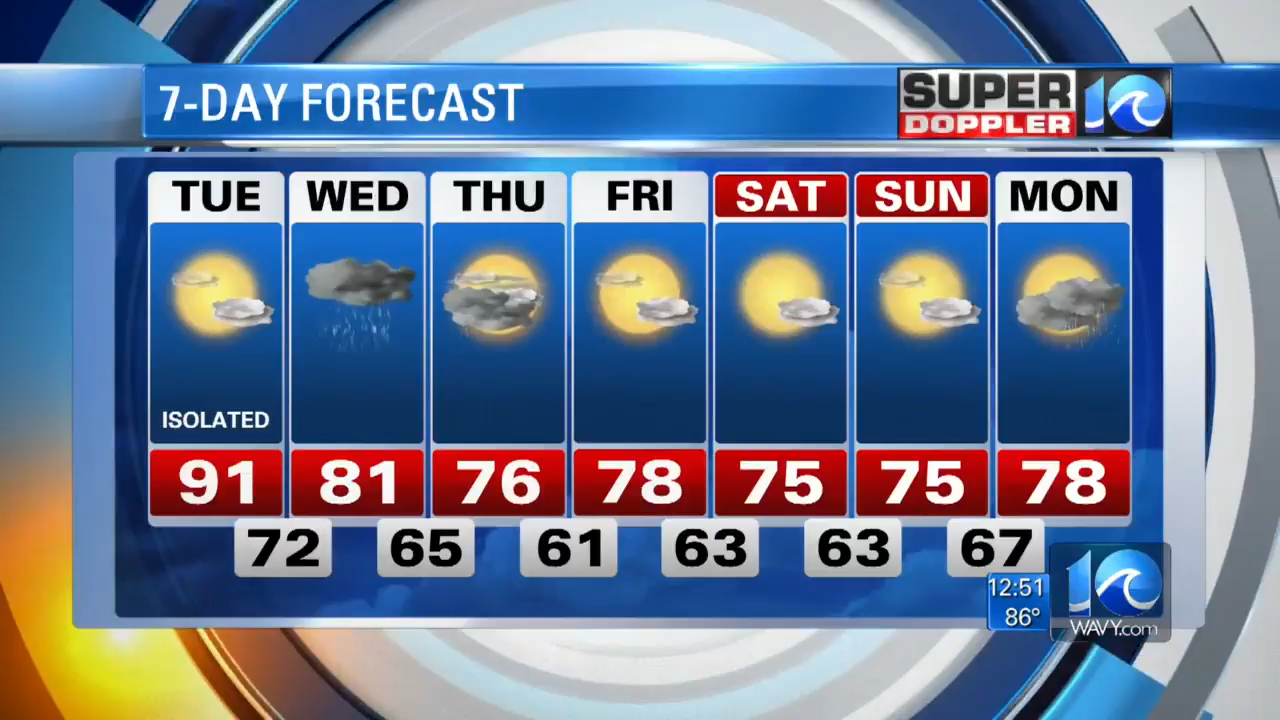 7-DAY FORECAST
SUPER
DOPPLER
10
TUE WED THU FRI SAT SUN MON
ISOLATED
91 81 76 78 75 75 78
72 65 61 63 63 67
12:51
86°
10
WAVY.com